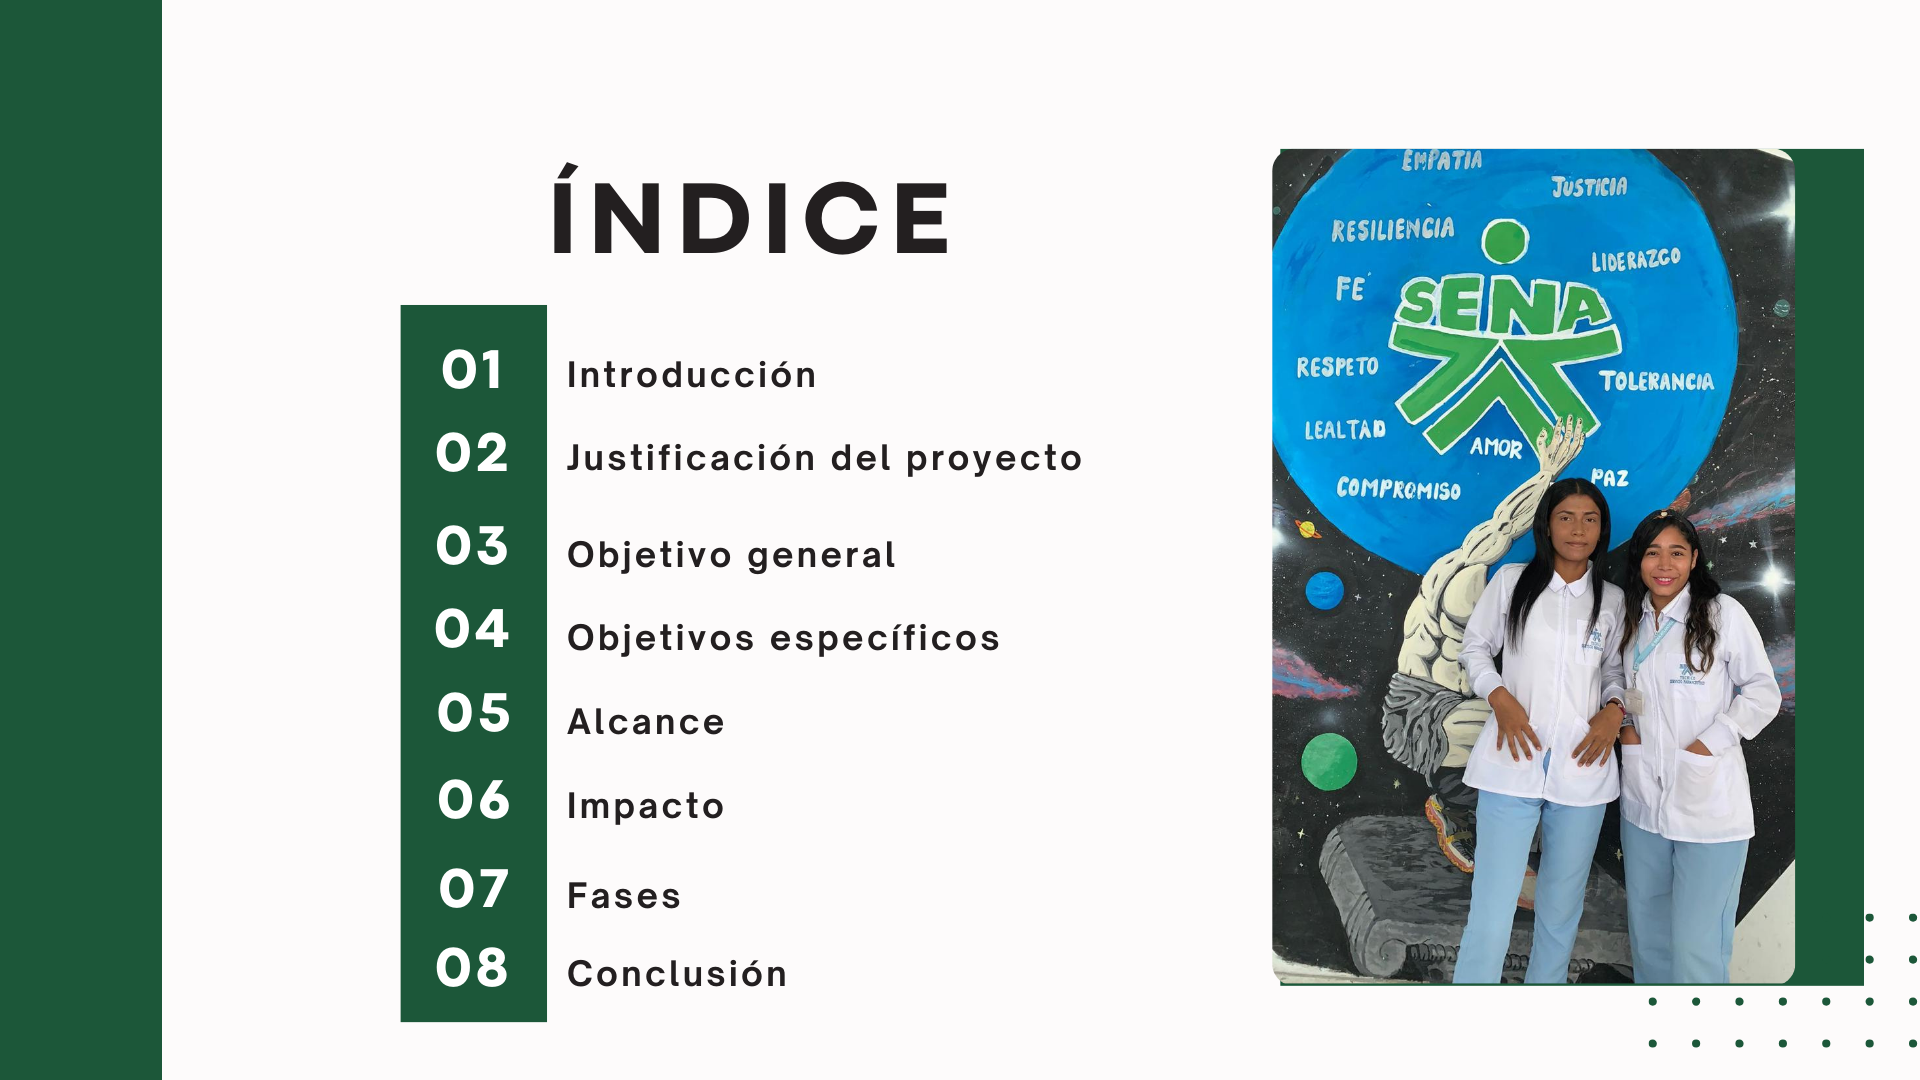 ÍNDICE
01 Introducción
02 Justificación del proyecto
03 Objetivo general
04 Objetivos específicos
05 Alcance
06 Impacto
07 Fases
08 Conclusión
EMPATIA
JUSTICIA
RESILIENCIA
LIDERAZGO
FÉ
SENA
RESPETO
TOLERANCIA
LEALTAD
AMOR
PAZ
COMPROMISO